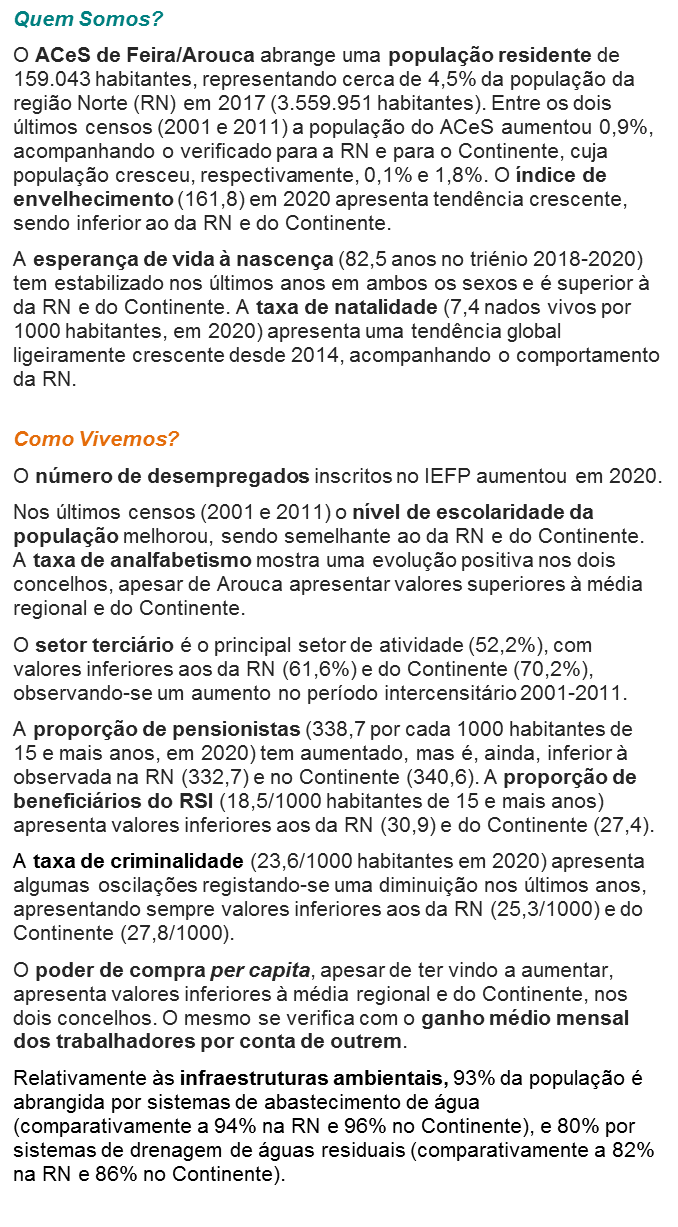 Quem Somos?
O ACeS de Feira/Arouca abrange uma população residente de
159.043 habitantes, representando cerca de 4,5% da população da
região Norte (RN) em 2017 (3.559.951 habitantes). Entre os dois
últimos censos (2001 e 2011) a população do ACeS aumentou 0,9%,
acompanhando o verificado para a RN e para o Continente, cuja
população cresceu, respectivamente, 0,1% e 1,8%. O índice de
envelhecimento (161,8) em 2020 apresenta tendência crescente,
sendo inferior ao da RN e do Continente.
A esperança de vida à nascença (82,5 anos no triénio 2018-2020)
tem estabilizado nos últimos anos em ambos os sexos e é superior à
da RN e do Continente. A taxa de natalidade (7,4 nados vivos por
1000 habitantes, em 2020) apresenta uma tendência global
ligeiramente crescente desde 2014, acompanhando o comportamento
da RN.
Como Vivemos?
O número de desempregados inscritos no IEFP aumentou em 2020.
Nos últimos censos (2001 e 2011) o nível de escolaridade da
população melhorou, sendo semelhante ao da RN e do Continente.
A taxa de analfabetismo mostra uma evolução positiva nos dois
concelhos, apesar de Arouca apresentar valores superiores à média
regional e do Continente.
O setor terciário é o principal setor de atividade (52,2%), com
valores inferiores aos da RN (61,6%) e do Continente (70,2%),
observando-se um aumento no período intercensitário 2001-2011.
A proporção de pensionistas (338,7 por cada 1000 habitantes de
15 e mais anos, em 2020) tem aumentado, mas é, ainda, inferior à
observada na RN (332,7) e no Continente (340,6). A proporção de
beneficiários do RSI (18,5/1000 habitantes de 15 e mais anos)
apresenta valores inferiores aos da RN (30,9) e do Continente (27,4).
A taxa de criminalidade (23,6/1000 habitantes em 2020) apresenta
algumas oscilações registando-se uma diminuição nos últimos anos,
apresentando sempre valores inferiores aos da RN (25,3/1000) e do
Continente (27,8/1000).
O poder de compra per capita, apesar de ter vindo a aumentar,
apresenta valores inferiores à média regional e do Continente, nos
dois concelhos. O mesmo se verifica com o ganho médio mensal
dos trabalhadores por conta de outrem.
Relativamente às infraestruturas ambientais, 93% da população é
abrangida por sistemas de abastecimento de água
(comparativamente a 94% na RN e 96% no Continente), e 80% por
sistemas de drenagem de águas residuais (comparativamente a 82%
na RN e 86% no Continente).